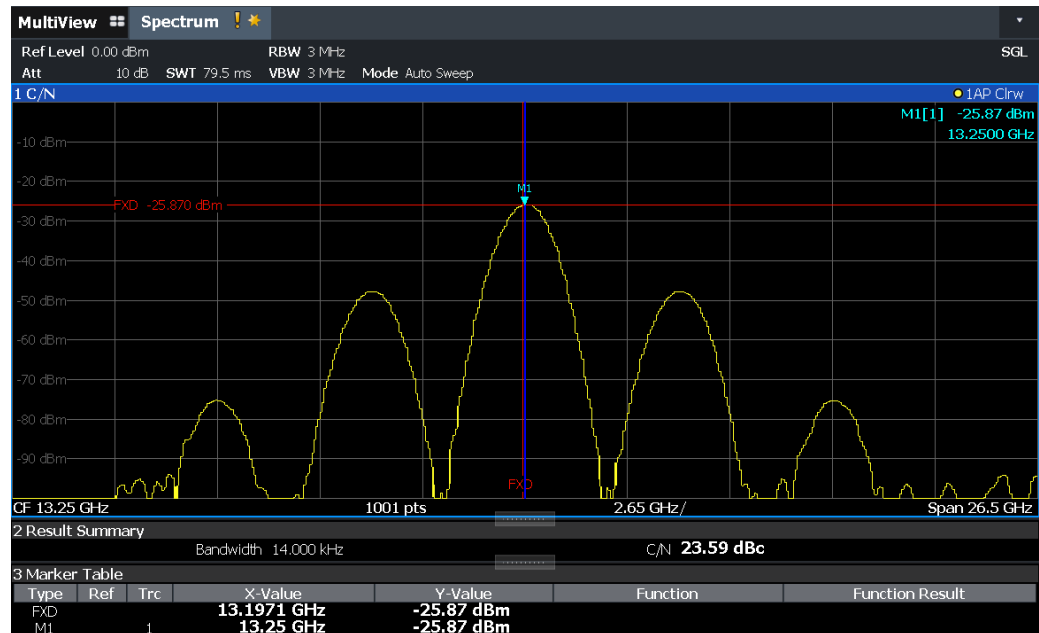 MultiView Spectrum !
Ref Level 0.00 dBm RBW 3 MHz SGL
Att 10 dB SWT 79.5 ms VBW 3 MHz Mode Auto Sweep
1 C/N 1AP Clrw
M1[1] -25.87 dBm
13.2500 GHz
-10 dBm
-20 dBm
M1
FXD -25.870 dBm
-30 dBm
-40 dBm
-50 dBm
-60 dBm
-70 dBm
-80 dBm
-90 dBm
FXD
CF 13.25 GHz 1001 pts 2.65 GHz/ Span 26.5 GHz
2 Result Summary
Bandwidth 14.000 kHz C/N 23.59 dBc
3 Marker Table
Type Ref Trc X-Value Y-Value Function Function Result
FXD 13.1971 GHz -25.87 dBm
M1 1 13.25 GHz -25.87 dBm